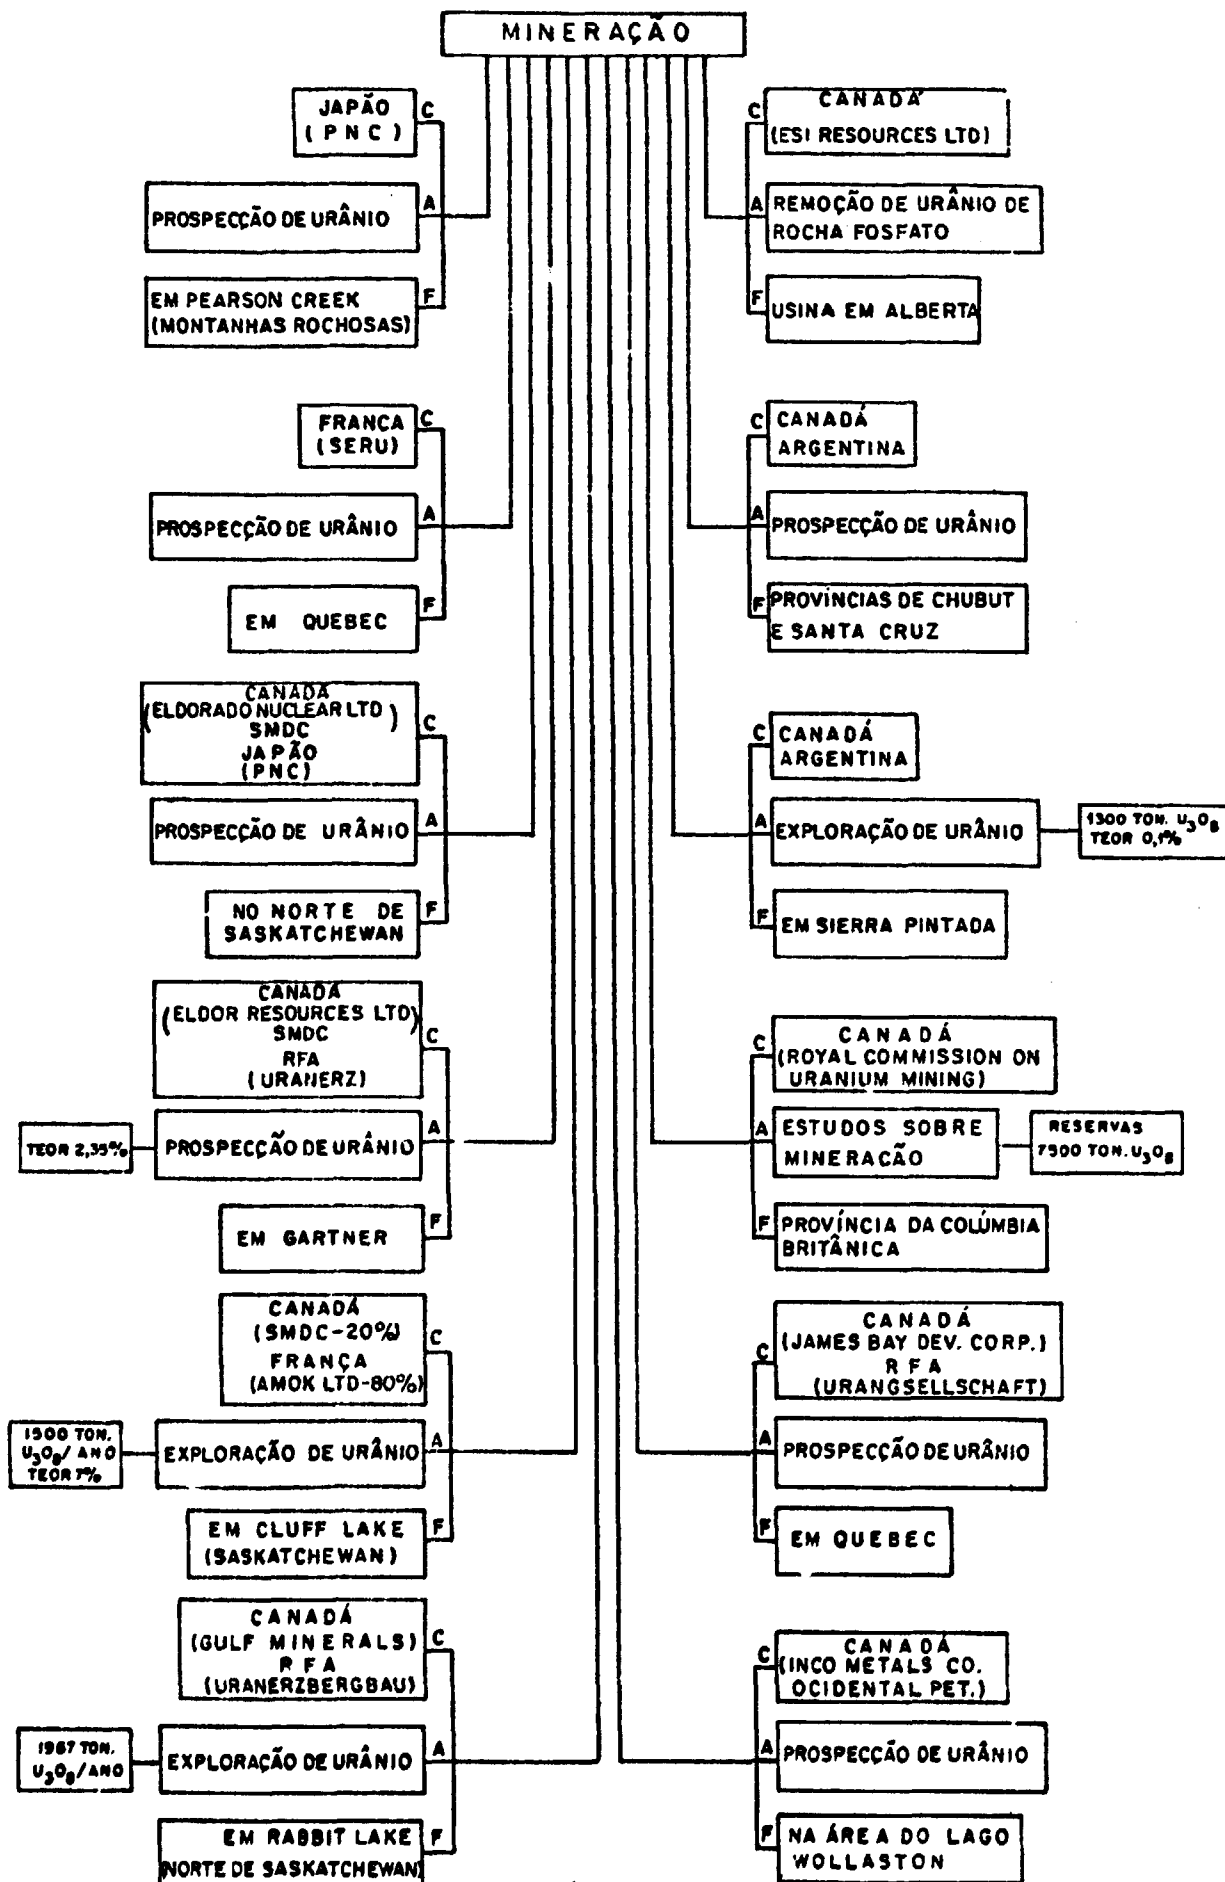 MINERAÇÃO
C
JAPÃO
(PNC)
A
PROSPECÇÃO DE URÂNIO
F
EM PEARSON CREEK
(MONTANHAS ROCHOSAS)
C
FRANCA
(SERU)
A
PROSPECÇÃO DE URÂNIO
F
EM QUEBEC
C
CANADÁ
(ELDORADO NUCLEAR LTD)
SMDC
JAPÃO
(PNC)
A
PROSPECÇÃO DE URÂNIO
F
NO NORTE DE
SASKATCHEWAN
C
CANADÁ
(ELDOR RESOURCES LTD)
SMDC
RFA
(URANERZ)
A
PROSPECÇÃO DE URÂNIO
TEOR 2,35%
F
EM GARTNER
C
CANADÁ
(SMDC-20%)
FRANÇA
(AMOK LTD-80%)
A
EXPLORAÇÃO DE URÂNIO
1500 TON.
U3O8/ANO
TEOR 7%
F
EM CLUFF LAKE
(SASKATCHEWAN)
C
CANADÁ
(GULF MINERALS)
RFA
(URANERZBERGBAU)
A
EXPLORAÇÃO DE URÂNIO
1967 TON.
U3O8/ANO
F
EM RABBIT LAKE
(NORTE DE SASKATCHEWAN)
C
CANADÁ
(ESI RESOURCES LTD)
A
REMOÇÃO DE URÂNIO DE
ROCHA FOSFATO
F
USINA EM ALBERTA
C
CANADÁ
ARGENTINA
A
PROSPECÇÃO DE URÂNIO
F
PROVÍNCIAS DE CHUBUT
E SANTA CRUZ
C
CANADÁ
ARGENTINA
A
EXPLORAÇÃO DE URÂNIO
1300 TON. U3O8
TEOR 0,1%
F
EM SIERRA PINTADA
C
CANADÁ
(ROYAL COMMISSION ON
URANIUM MINING)
A
ESTUDOS SOBRE
MINERAÇÃO
RESERVAS
7500 TON. U3O8
F
PROVÍNCIA DA COLÚMBIA
BRITÂNICA
C
CANADÁ
(JAMES BAY DEV. CORP.)
RFA
(URANGSELLSCHAFT)
A
PROSPECÇÃO DE URÂNIO
F
EM QUEBEC
C
CANADÁ
(INCO METALS CO.
OCIDENTAL PET.)
A
PROSPECÇÃO DE URÂNIO
F
NA ÁREA DO LAGO
WOLLASTON